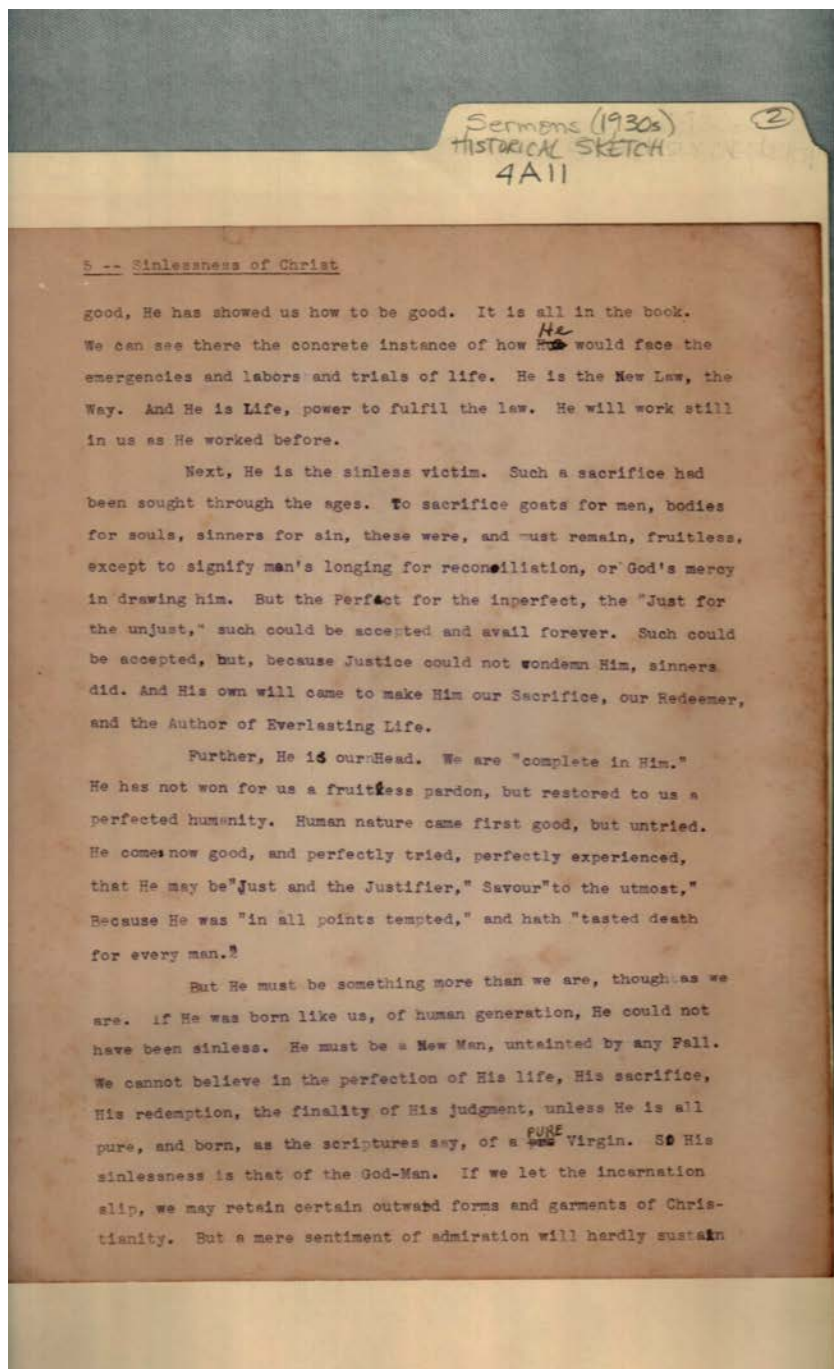 Sermons (1930s) 2
HISTORICAL SKETCH
4A11
5 -- Sinlessness of Christ
good, He has showed us how to be good. It is all in the book.
He
We can see there the concrete instance of how would face the
emergencies and labors and trials of life. He is the New Law, the
Way. And He is Life, power to fulfil the law. He will work still
in us as He worked before.
Next, He is the sinless victim. Such a sacrifice had
been sought through the ages. To sacrifice goats for men, bodies
for souls, sinners for sin, these were, and must remain, fruitless,
except to signify man's longing for reconciliation, or God's mercy
in drawing him. But the Perfect for the inperfect, the "Just for
the unjust," such could be accepted and avail forever. Such could
be accepted, but, because Justice could not wondemn Him, sinners
did. And His own will came to make Him our Sacrifice, our Redeemer,
and the Author of Everlasting Life.
Further, He is ournHead. We are "complete in Him."
He has not won for us a fruitless pardon, but restored to us a
perfected humanity. Human nature came first good, but untried.
He comes now good, and perfectly tried, perfectly experienced,
that He may be"Just and the Justifier," Savour"to the utmost,"
Because He was "in all points tempted," and hath "tasted death
for every man."
But He must be something more than we are, though as we
are. If He was born like us, of human generation, He could not
have been sinless. He must be a New Man, untainted by any Fall.
We cannot believe in the perfection of His life, His sacrifice,
His redemption, the finality of His judgment, unless He is all
PURE
pure, and born, as the scriptures say, of a Virgin. So His
sinlessness is that of the God-Man. If we let the incarnation
slip, we may retain certain outward forms and garments of Chris-
tianity. But a mere sentiment of admiration will hardly sustain